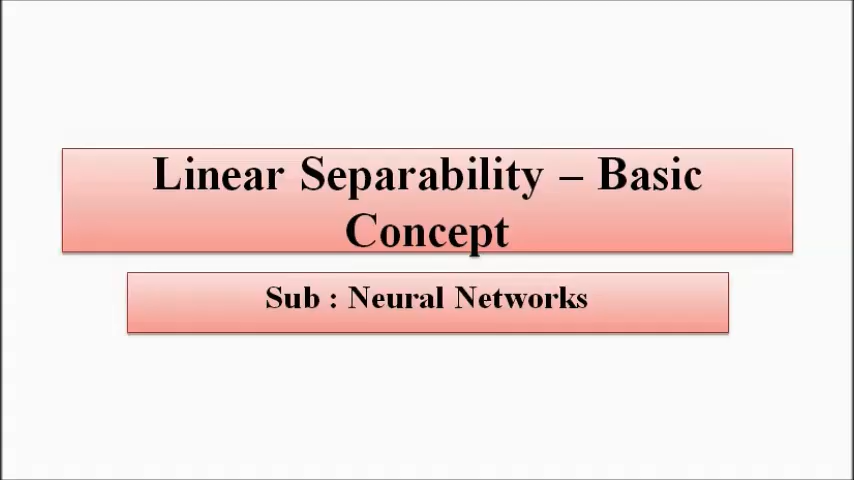 Linear Separability – Basic
Concept
Sub : Neural Networks